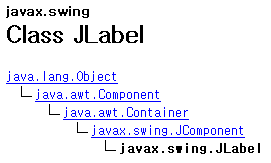 javax.swing
Class JLabel
java.lang.Object
java.awt.Component
java.awt.Container
javax.swing.JComponent
javax.swing.JLabel